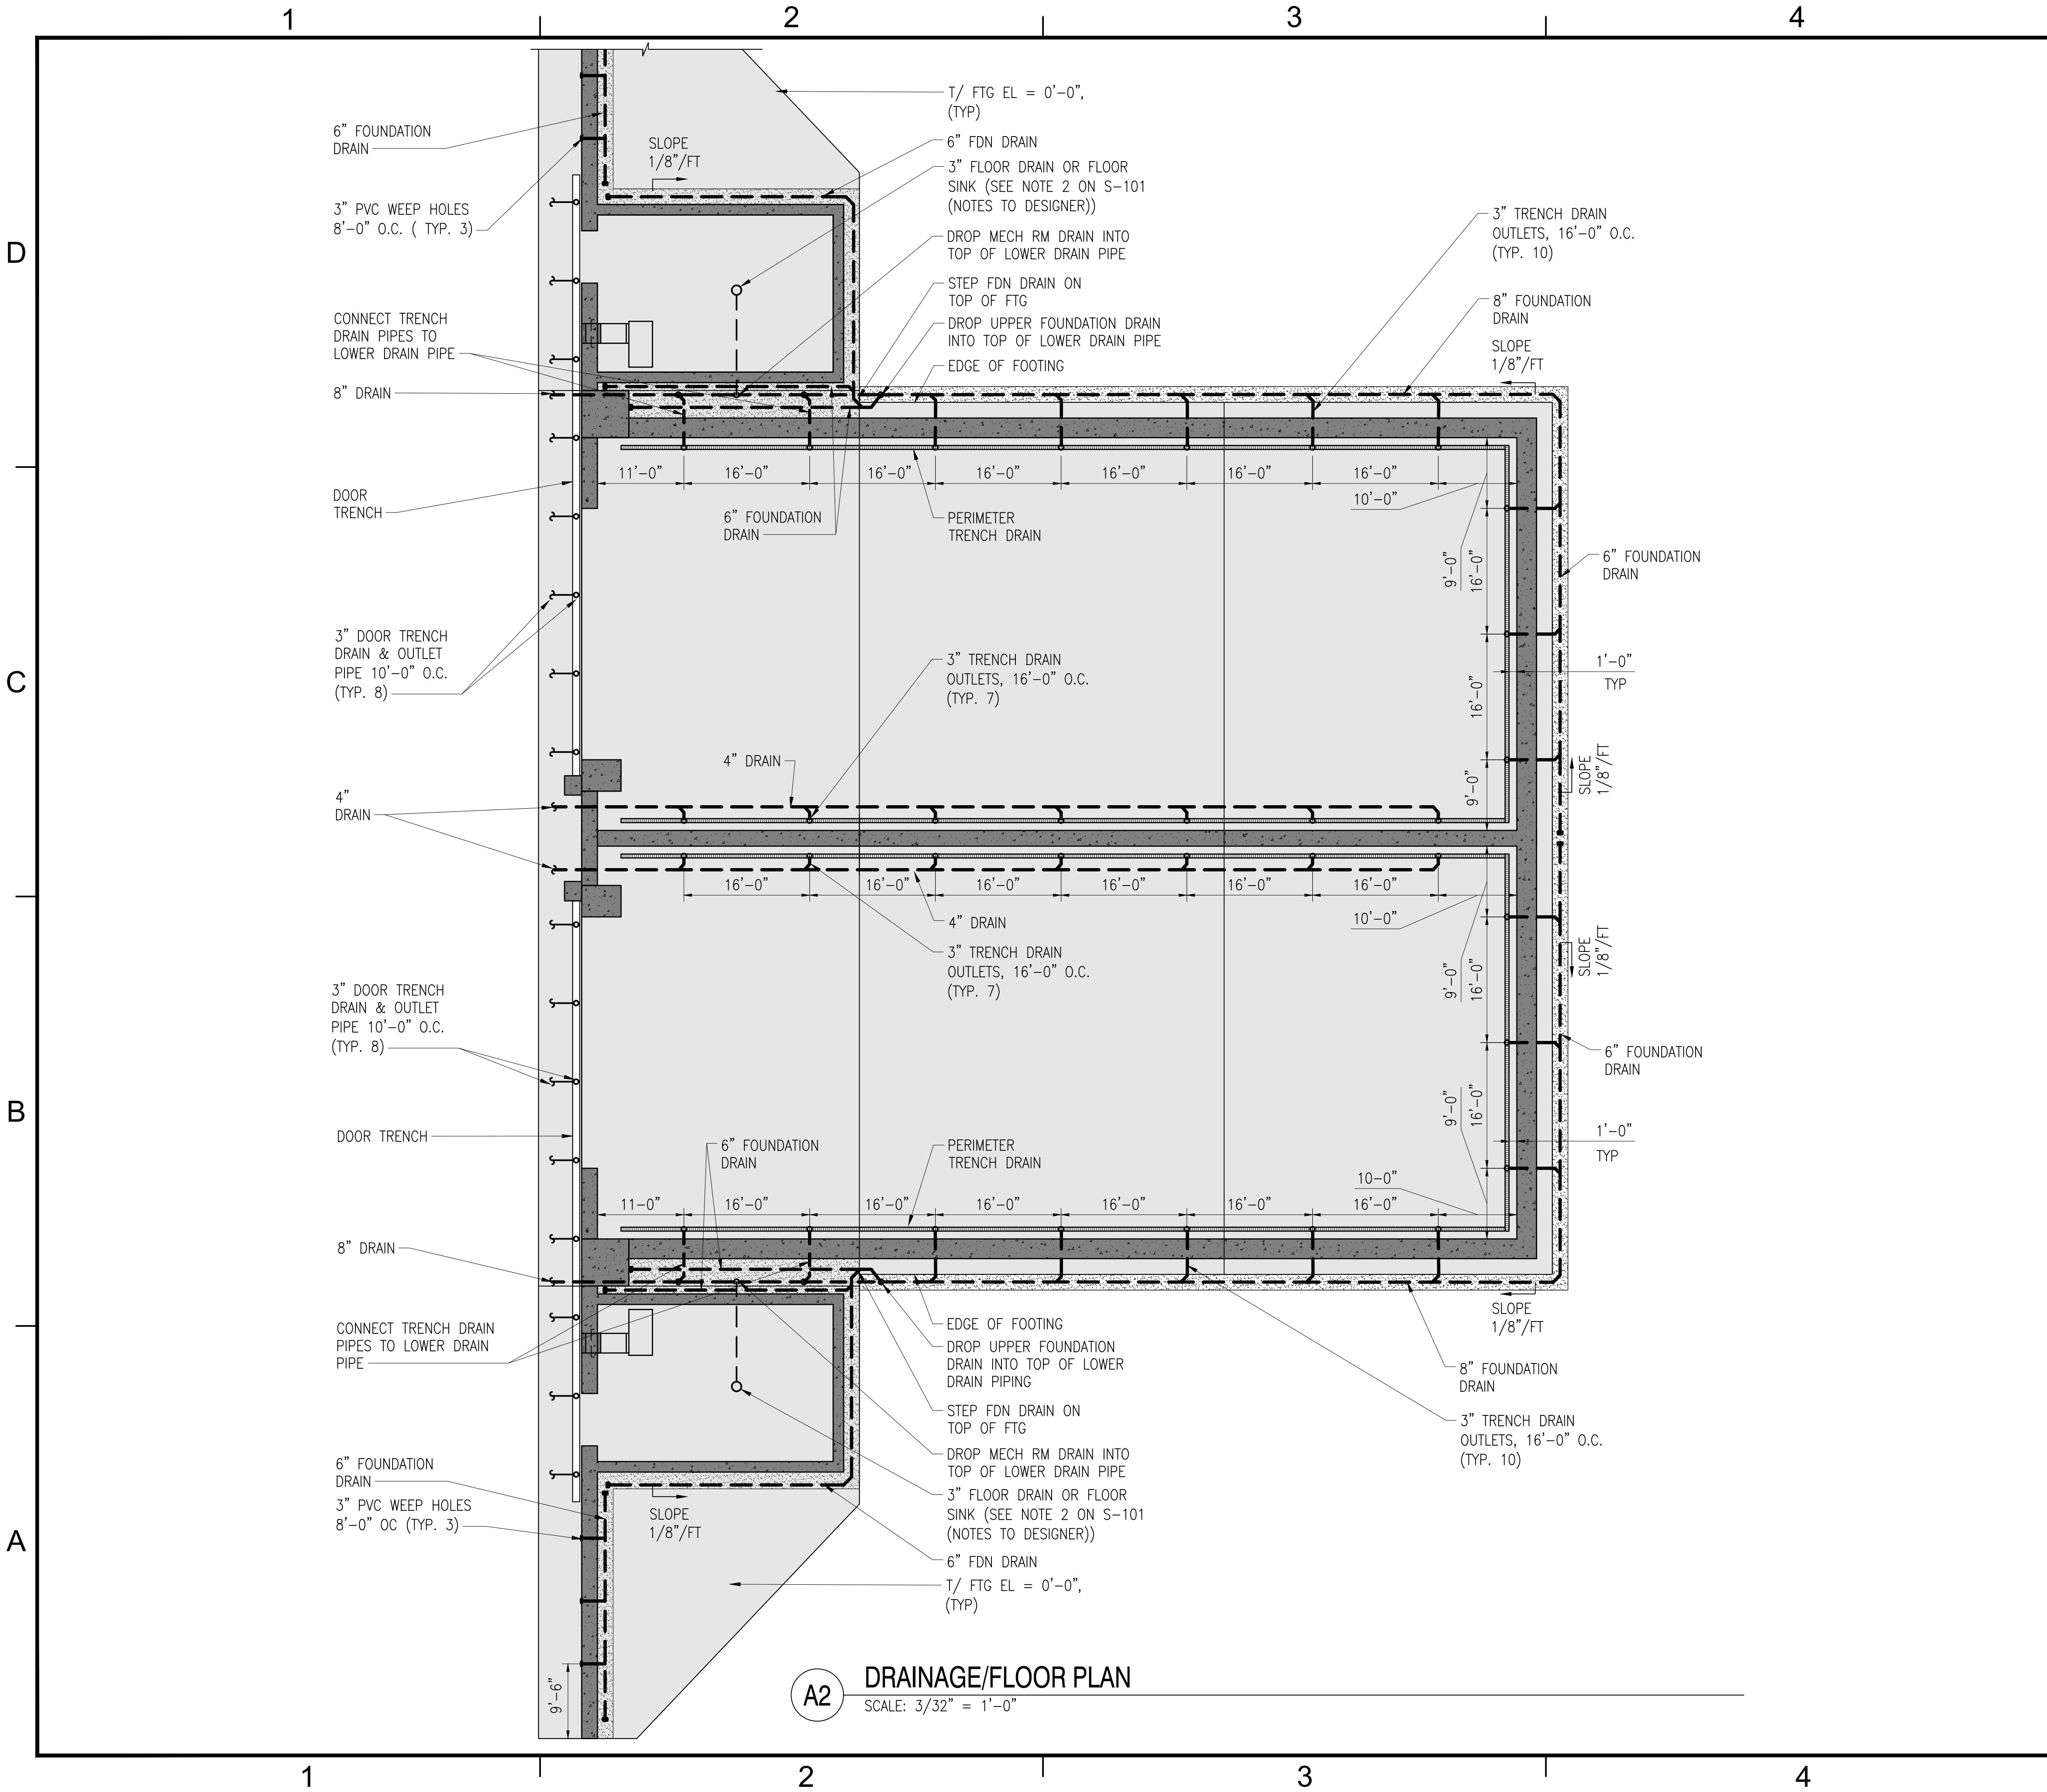 1
2
3
4
D
C
B
A
T/ FTG EL = 0'-0",
(TYP)
6" FOUNDATION
DRAIN
SLOPE
1/8"/FT
6" FDN DRAIN
3" FLOOR DRAIN OR FLOOR
SINK (SEE NOTE 2 ON S-101
(NOTES TO DESIGNER))
3" PVC WEEP HOLES
8'-0" O.C. ( TYP. 3)
3" TRENCH DRAIN
OUTLETS, 16'-0" O.C.
(TYP. 10)
DROP MECH RM DRAIN INTO
TOP OF LOWER DRAIN PIPE
STEP FDN DRAIN ON
TOP OF FTG
8" FOUNDATION
DRAIN
CONNECT TRENCH
DRAIN PIPES TO
LOWER DRAIN PIPE
DROP UPPER FOUNDATION DRAIN
INTO TOP OF LOWER DRAIN PIPE
SLOPE
1/8"/FT
EDGE OF FOOTING
8" DRAIN
11'-0"
16'-0"
16'-0"
16'-0"
16'-0"
16'-0"
16'-0"
10'-0"
DOOR
TRENCH
6" FOUNDATION
DRAIN
PERIMETER
TRENCH DRAIN
9'-0"
16'-0"
6" FOUNDATION
DRAIN
3" DOOR TRENCH
DRAIN & OUTLET
PIPE 10'-0" O.C.
(TYP. 8)
3" TRENCH DRAIN
OUTLETS, 16'-0" O.C.
(TYP. 7)
16'-0"
1'-0"
TYP
4" DRAIN
9'-0"
SLOPE
1/8"/FT
4"
DRAIN
16'-0"
16'-0"
16'-0"
16'-0"
16'-0"
16'-0"
10'-0"
4" DRAIN
3" TRENCH DRAIN
OUTLETS, 16'-0" O.C.
(TYP. 7)
9'-0"
16'-0"
SLOPE
1/8"/FT
3" DOOR TRENCH
DRAIN & OUTLET
PIPE 10'-0" O.C.
(TYP. 8)
6" FOUNDATION
DRAIN
9'-0"
16'-0"
DOOR TRENCH
6" FOUNDATION
DRAIN
PERIMETER
TRENCH DRAIN
1'-0"
TYP
10-0"
11-0"
16'-0"
16'-0"
16'-0"
16'-0"
16'-0"
16'-0"
8" DRAIN
SLOPE
1/8"/FT
CONNECT TRENCH DRAIN
PIPES TO LOWER DRAIN
PIPE
EDGE OF FOOTING
DROP UPPER FOUNDATION
DRAIN INTO TOP OF LOWER
DRAIN PIPING
8" FOUNDATION
DRAIN
STEP FDN DRAIN ON
TOP OF FTG
3" TRENCH DRAIN
OUTLETS, 16'-0" O.C.
(TYP. 10)
DROP MECH RM DRAIN INTO
TOP OF LOWER DRAIN PIPE
6" FOUNDATION
DRAIN
3" PVC WEEP HOLES
8'-0" OC (TYP. 3)
SLOPE
1/8"/FT
3" FLOOR DRAIN OR FLOOR
SINK (SEE NOTE 2 ON S-101
(NOTES TO DESIGNER))
6" FDN DRAIN
T/ FTG EL = 0'-0",
(TYP)
9'-6"
A2
DRAINAGE/FLOOR PLAN
SCALE: 3/32" = 1'-0"
1
2
3
4